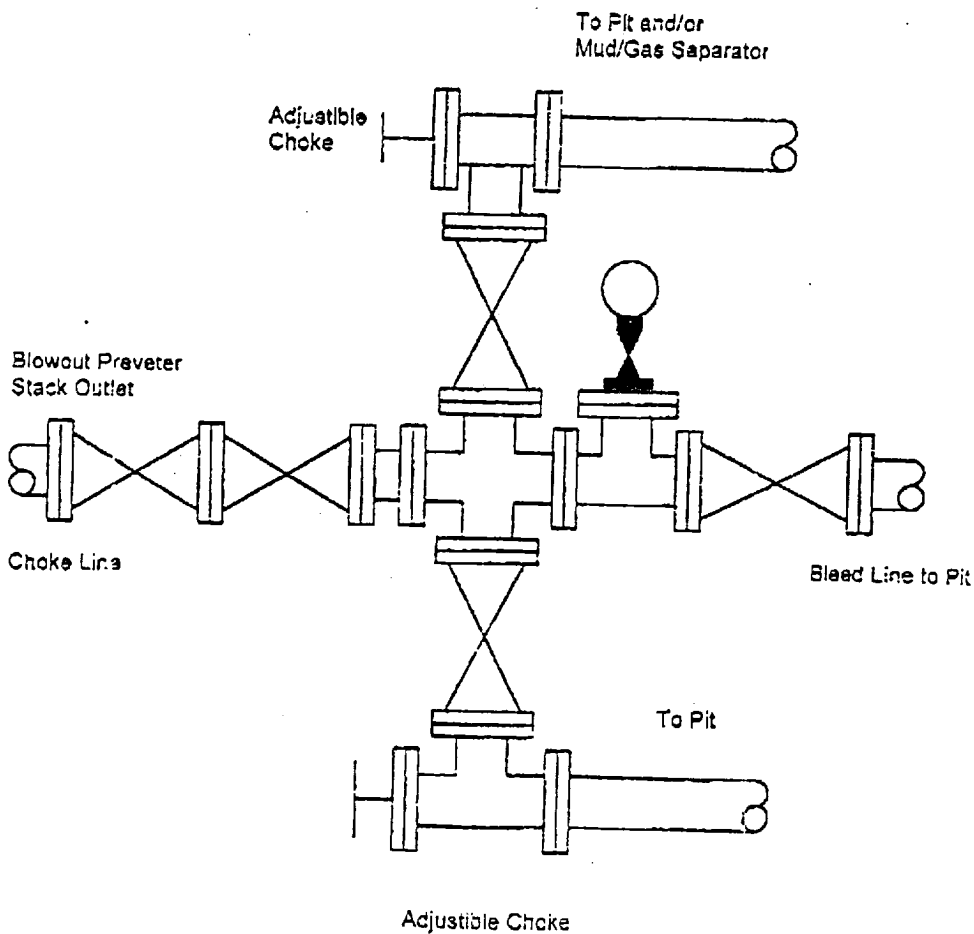 To Pit and/or
Mud/Gas Saparator
Adjustible
Choke
Blowout Preveter
Stack Outlet
Choke Line
Bleed Line to Pit
To Pit
Adjustible Choke